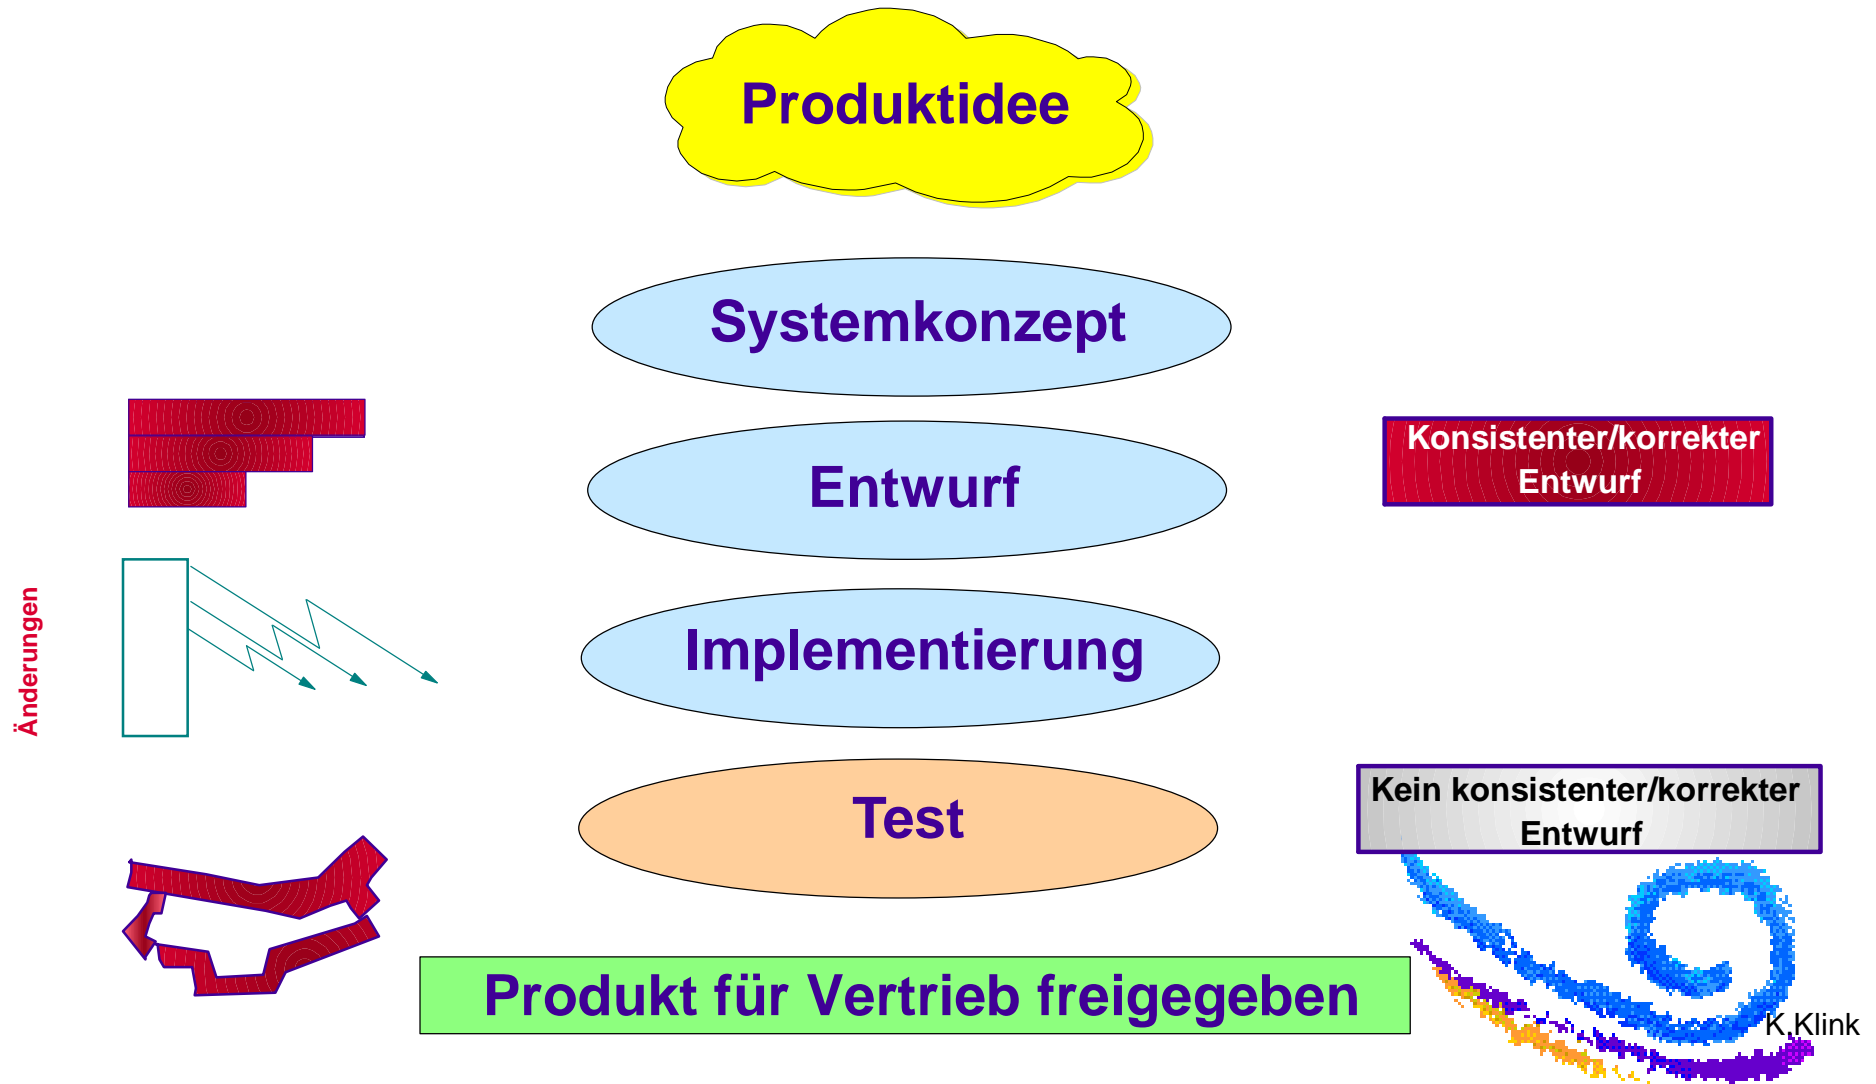 Produktidee
Systemkonzept
Entwurf
Konsistenter/korrekter
Entwurf
Änderungen
Implementierung
Test
Kein konsistenter/korrekter
Entwurf
Produkt für Vertrieb freigegeben
K.Klink